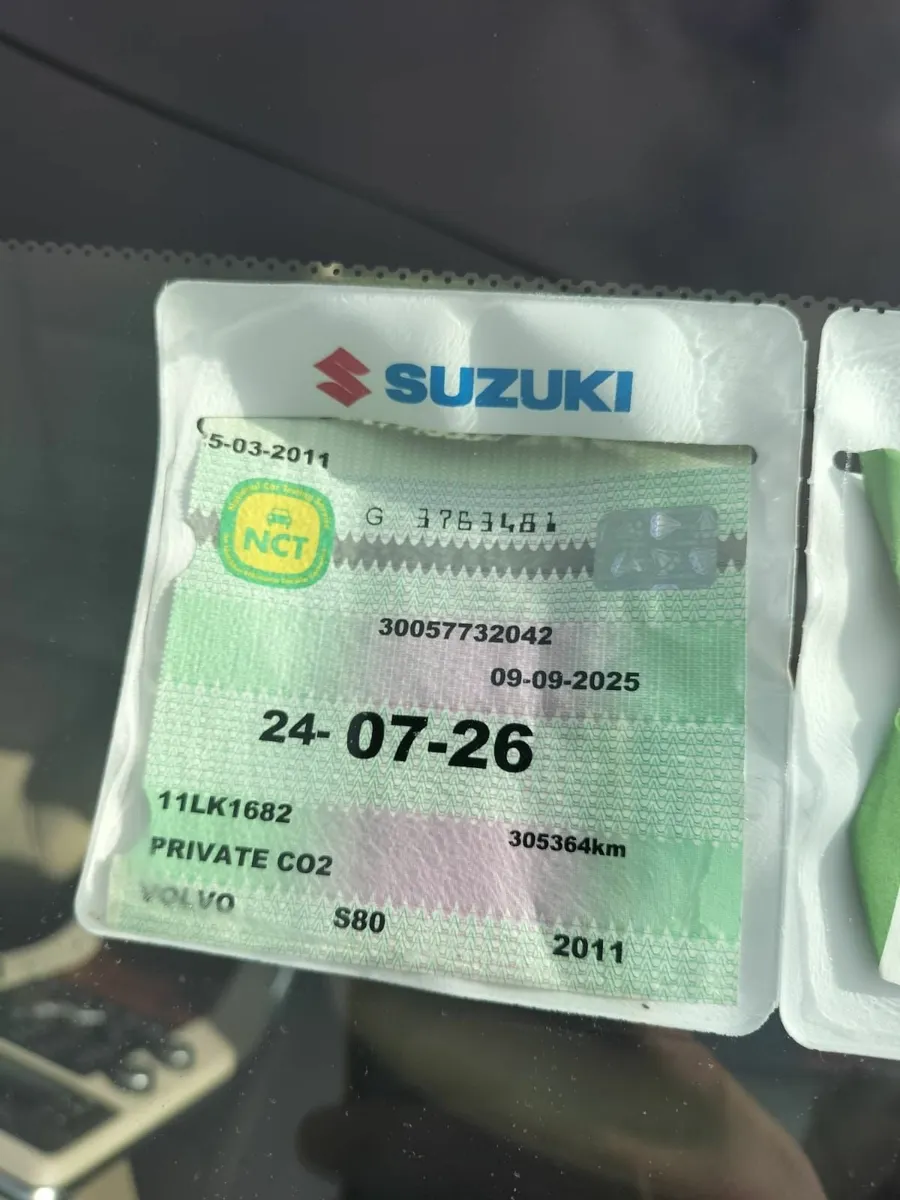 SUZUKI
5-03-2011
NCT
G 3763481
30057732042
09-09-2025
24-07-26
11LK1682
305364km
PRIVATE CO2
VOLVO
S80
2011